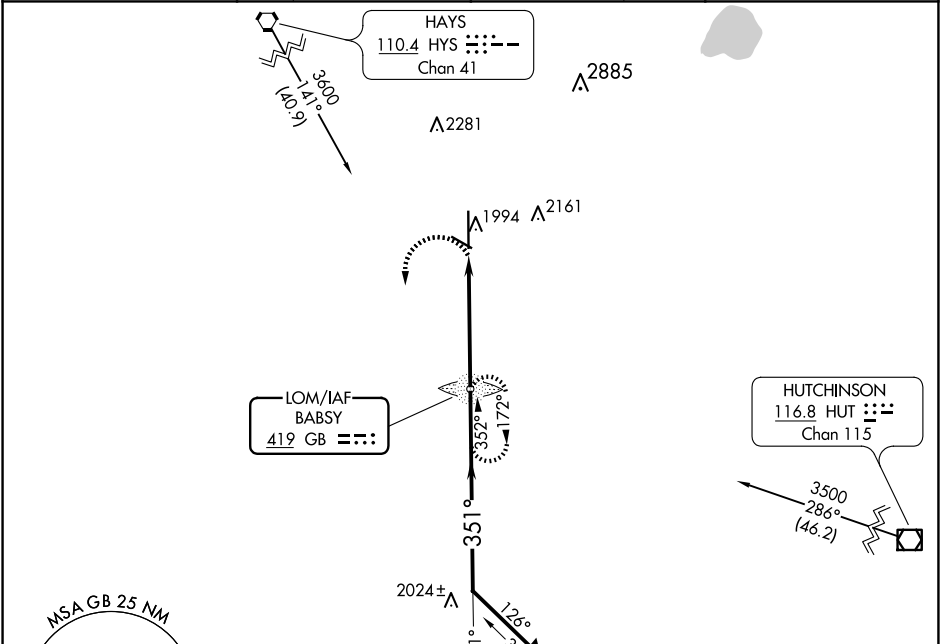 HAYS
110.4 HYS
Chan 41
3600
141°
(40.9)
2885
2281
1994
2161
LOM/IAF
BABSY
419 GB
352°
172°
HUTCHINSON
116.8 HUT
Chan 115
3500
286°
(46.2)
351°
2024±
126°
MSA GB 25 NM